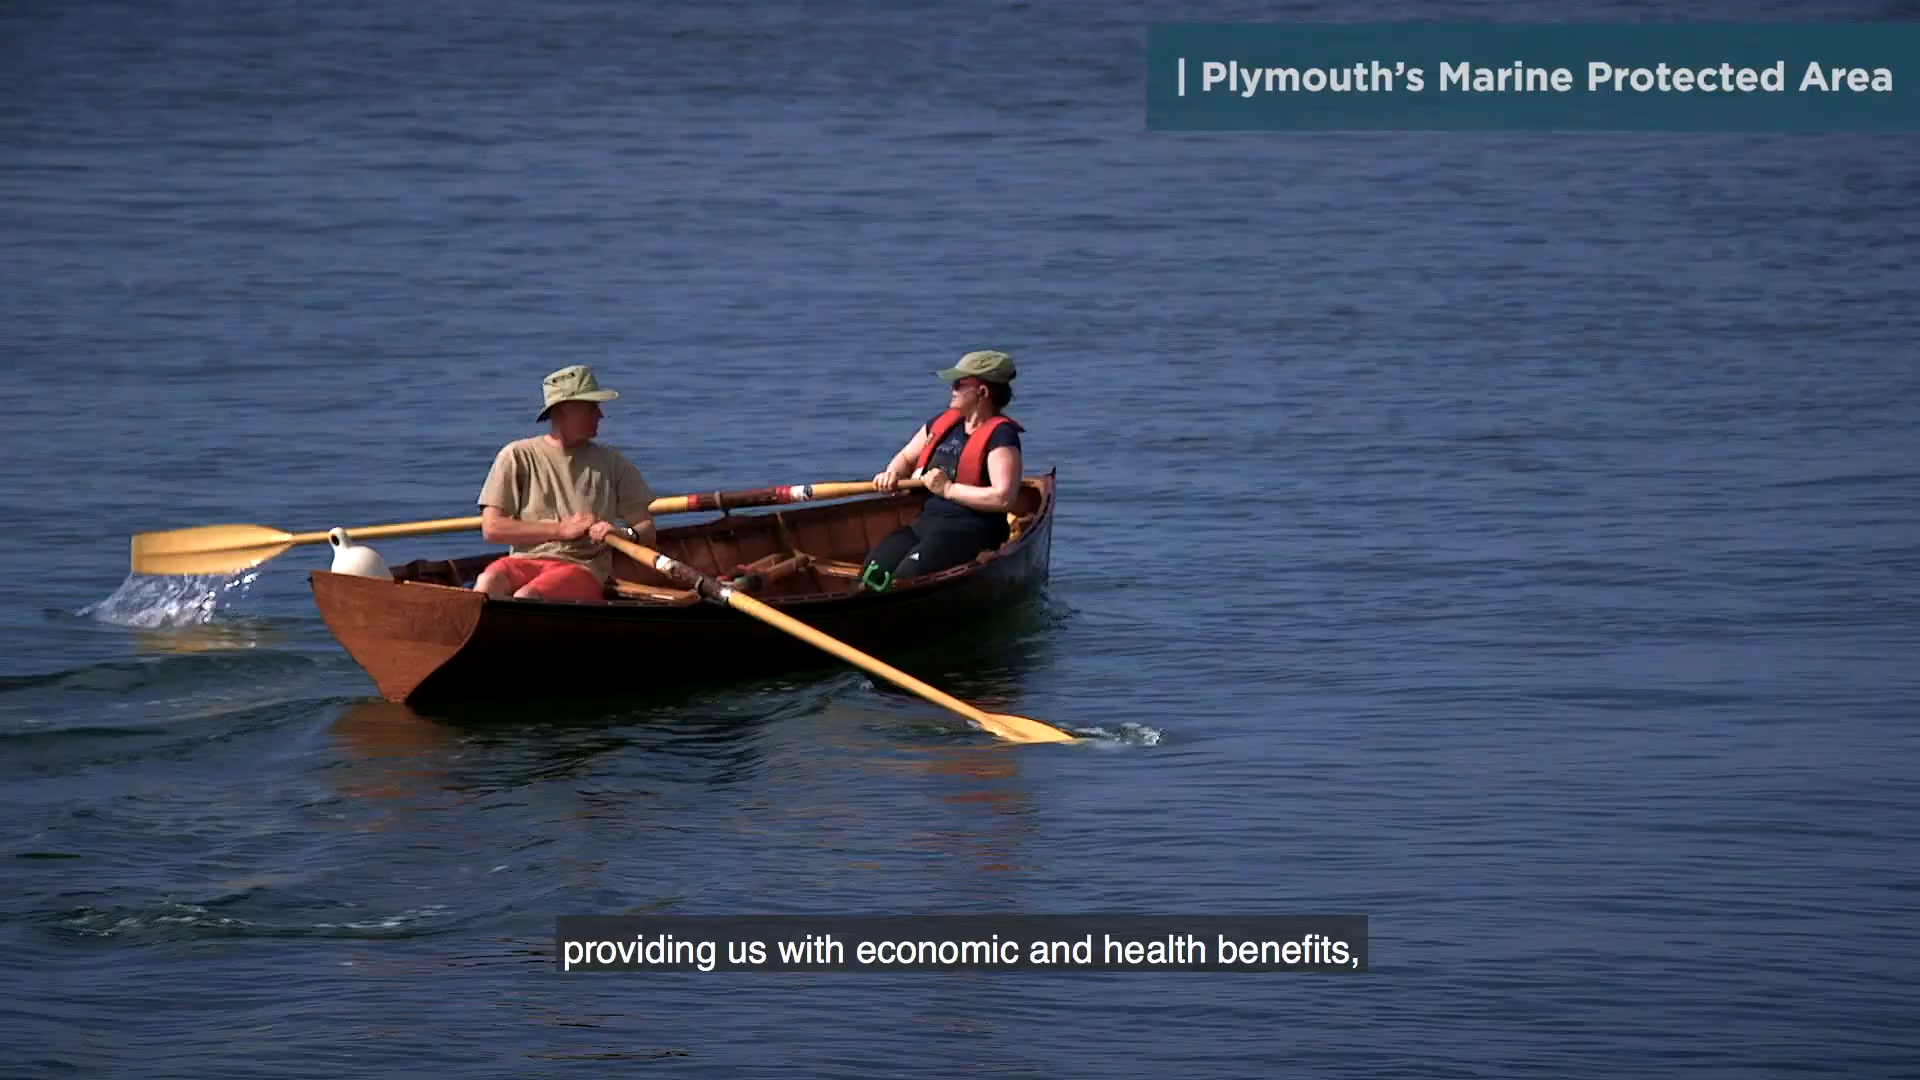 | Plymouth's Marine Protected Area
providing us with economic and health benefits,